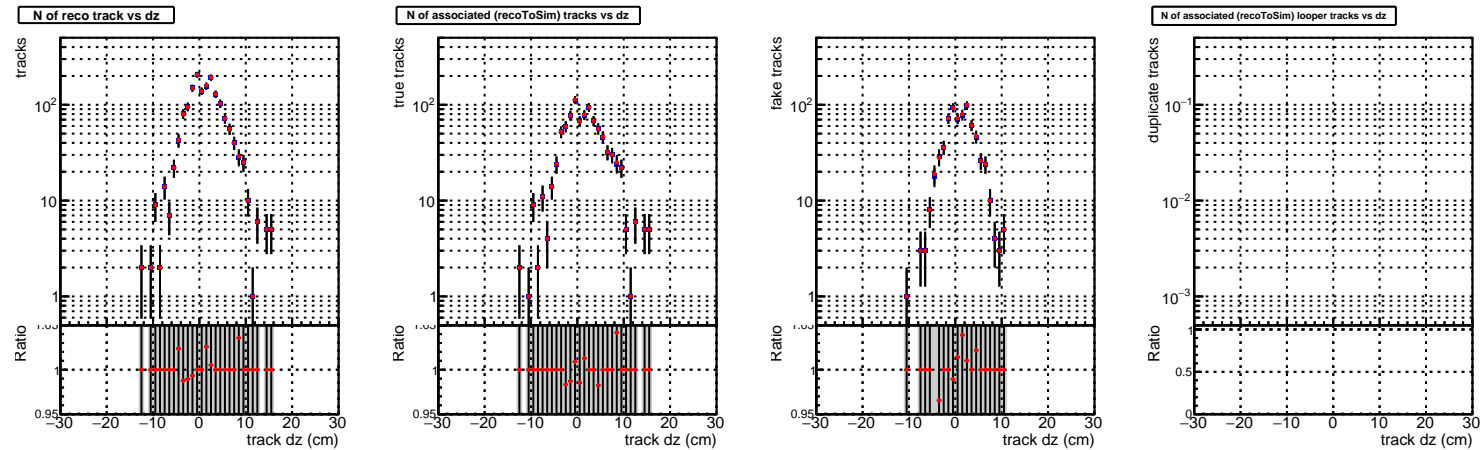 N of reco track vs dz
tracks
10²
10
1
Ratio
1
0.95
−30 −20 −10 0 10 20 30
track dz (cm)
N of associated (recoToSim) tracks vs dz
true tracks
10²
10
1
Ratio
1
0.95
−30 −20 −10 0 10 20 30
track dz (cm)
fake tracks
10²
10
1
Ratio
1
0.95
−30 −20 −10 0 10 20 30
track dz (cm)
N of associated (recoToSim) looper tracks vs dz
duplicate tracks
10⁻¹
10⁻²
10⁻³
Ratio
1
0.5
0
−30 −20 −10 0 10 20 30
track dz (cm)